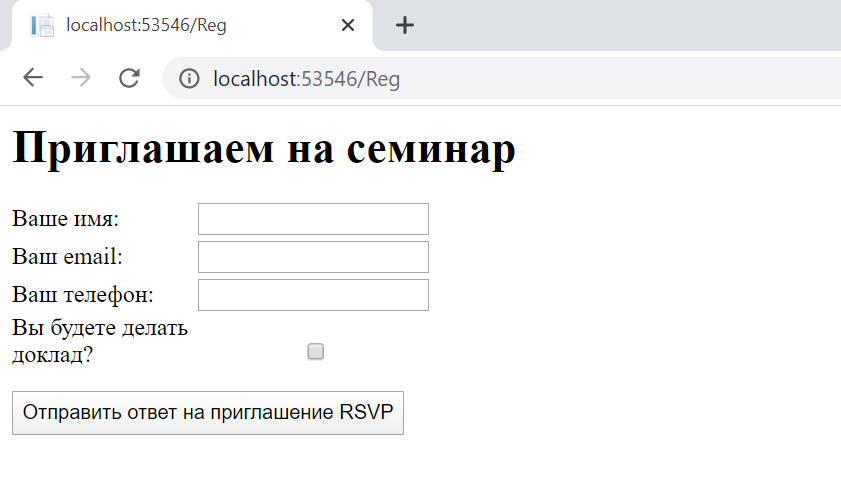 localhost:53546/Reg
localhost:53546/Reg
Приглашаем на семинар
Ваше имя:
Ваш email:
Ваш телефон:
Вы будете делать
доклад?
Отправить ответ на приглашение RSVP